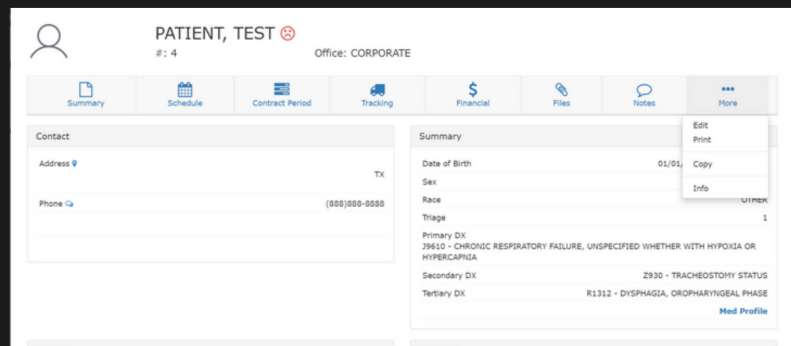 PATIENT, TEST
#: 4 Office: CORPORATE
Summary Schedule Contract Period Tracking Financial Files Notes More
Edit
Print
Copy
Info
Contact
Address
TX
Phone (888)888-8888
Summary
Date of Birth 01/01/
Sex
Race OTHER
Triage 1
Primary DX
J9610 - CHRONIC RESPIRATORY FAILURE, UNSPECIFIED WHETHER WITH HYPOXIA OR
HYPERCAPNIA
Secondary DX Z930 - TRACHEOSTOMY STATUS
Tertiary DX R1312 - DYSPHAGIA, OROPHARYNGEAL PHASE
Med Profile